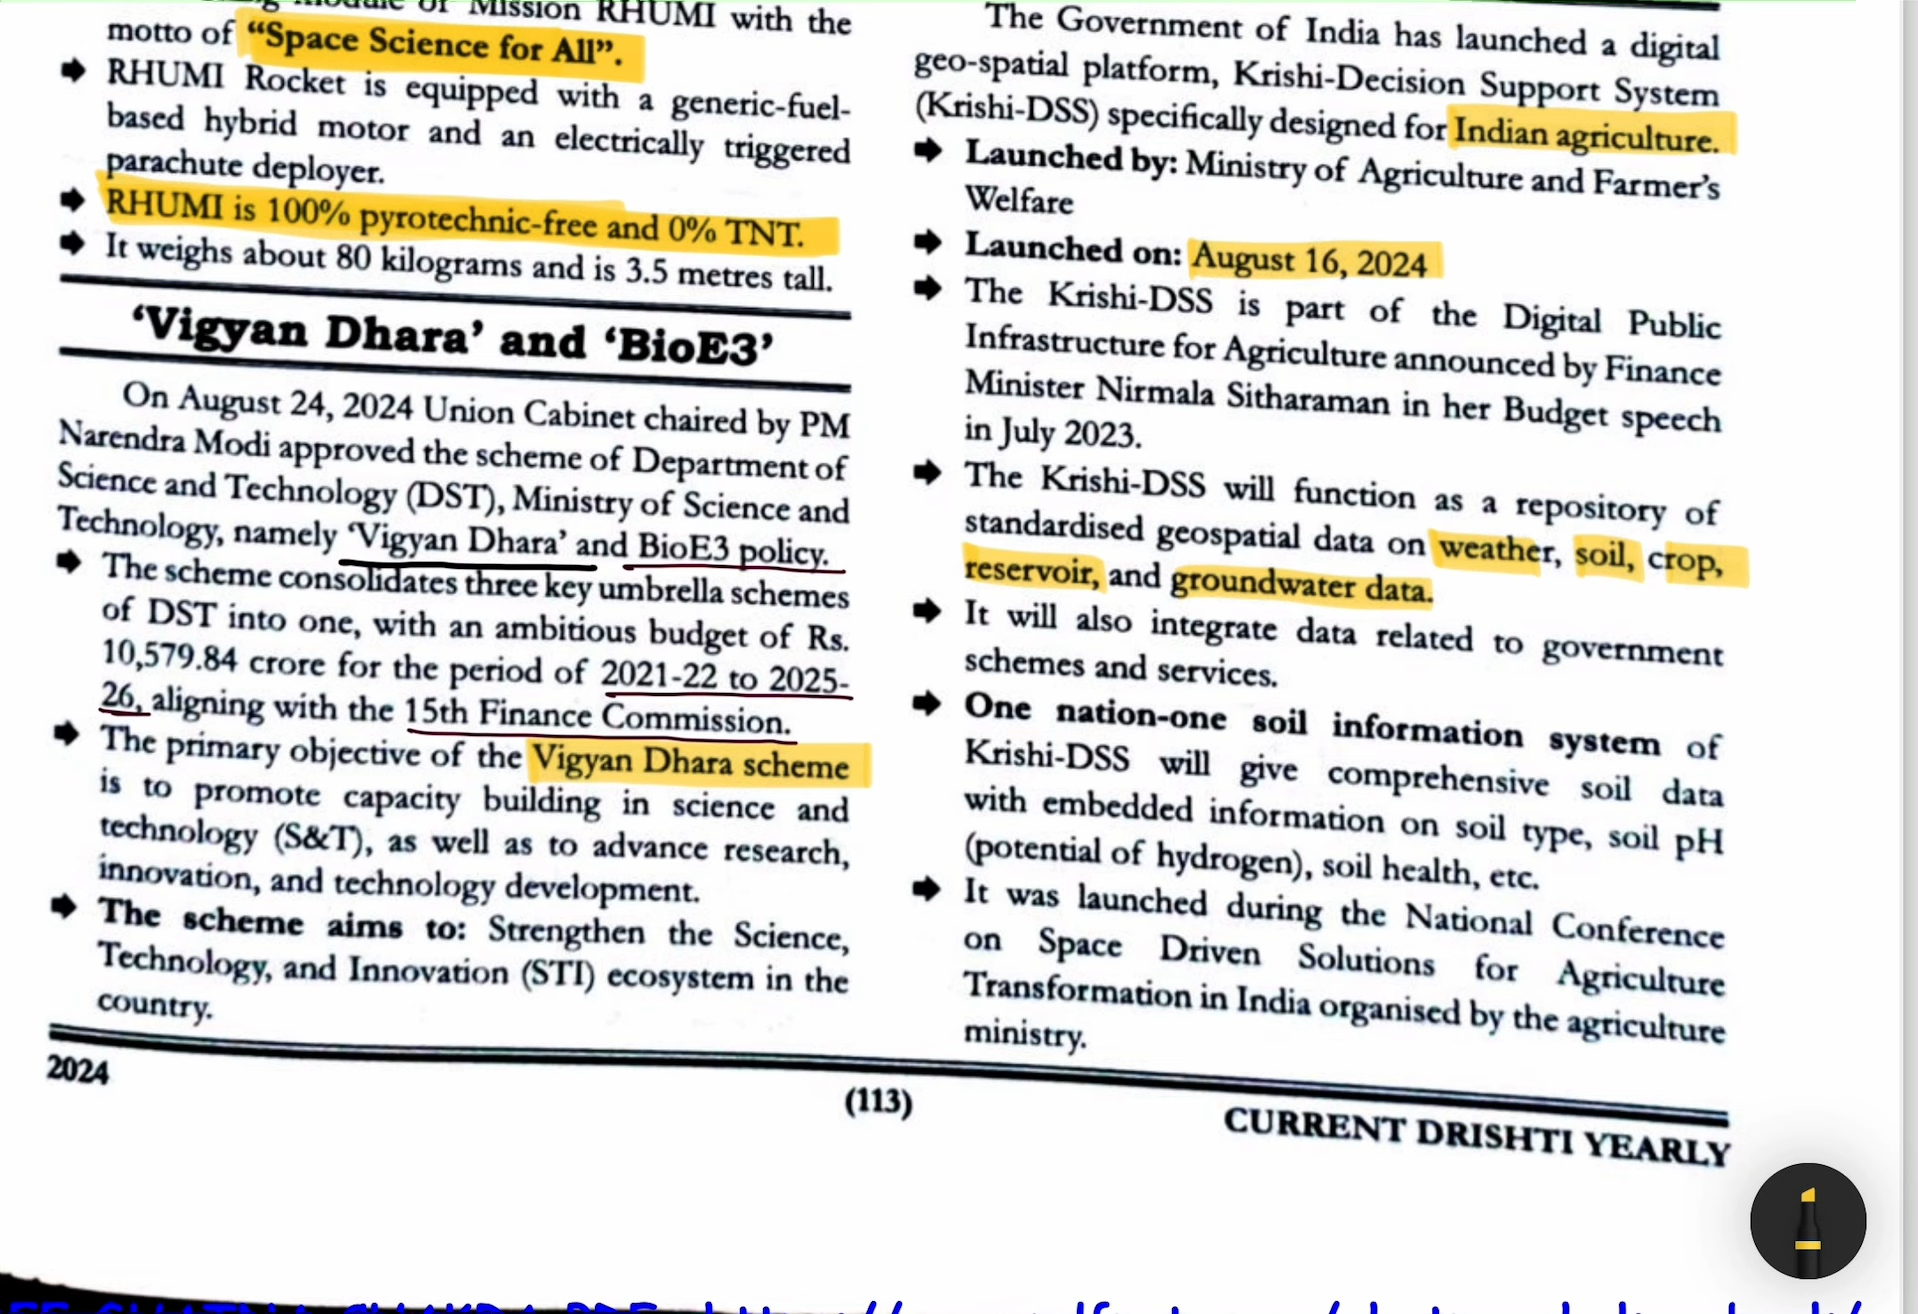 module of Mission RHUMI with the
motto of “Space Science for All”.
➡ RHUMI Rocket is equipped with a generic-fuel-
based hybrid motor and an electrically triggered
parachute deployer.
➡ RHUMI is 100% pyrotechnic-free and 0% TNT.
➡ It weighs about 80 kilograms and is 3.5 metres tall.
‘Vigyan Dhara’ and ‘BioE3’
On August 24, 2024 Union Cabinet chaired by PM
Narendra Modi approved the scheme of Department of
Science and Technology (DST), Ministry of Science and
Technology, namely ‘Vigyan Dhara’ and BioE3 policy.
➡ The scheme consolidates three key umbrella schemes
of DST into one, with an ambitious budget of Rs.
10,579.84 crore for the period of 2021-22 to 2025-
26, aligning with the 15th Finance Commission.
➡ The primary objective of the Vigyan Dhara scheme
is to promote capacity building in science and
technology (S&T), as well as to advance research,
innovation, and technology development.
➡ The scheme aims to: Strengthen the Science,
Technology, and Innovation (STI) ecosystem in the
country.
The Government of India has launched a digital
geo-spatial platform, Krishi-Decision Support System
(Krishi-DSS) specifically designed for Indian agriculture.
➡ Launched by: Ministry of Agriculture and Farmer’s
Welfare
➡ Launched on: August 16, 2024
➡ The Krishi-DSS is part of the Digital Public
Infrastructure for Agriculture announced by Finance
Minister Nirmala Sitharaman in her Budget speech
in July 2023.
➡ The Krishi-DSS will function as a repository of
standardised geospatial data on weather, soil, crop,
reservoir, and groundwater data.
➡ It will also integrate data related to government
schemes and services.
➡ One nation-one soil information system of
Krishi-DSS will give comprehensive soil data
with embedded information on soil type, soil pH
(potential of hydrogen), soil health, etc.
➡ It was launched during the National Conference
on Space Driven Solutions for Agriculture
Transformation in India organised by the agriculture
ministry.
2024
(113)
CURRENT DRISHTI YEARLY